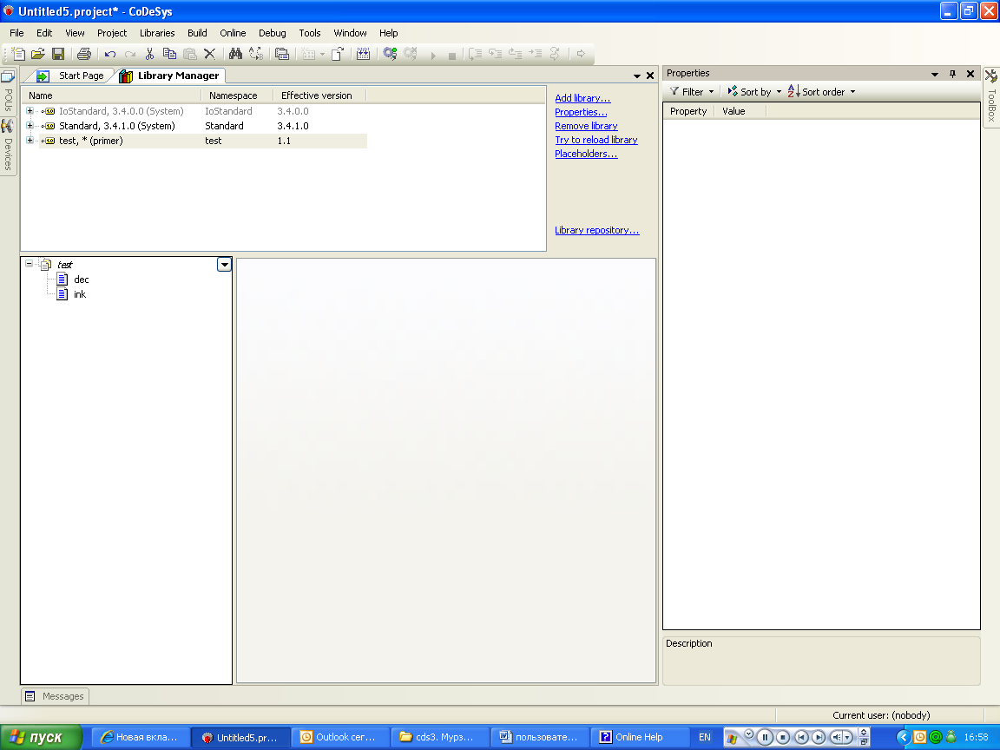 Untitled5.project* - CoDeSys
File Edit View Project Libraries Build Online Debug Tools Window Help
Start Page Library Manager
Properties
Filter Sort by Sort order
Property Value
POUs
Devices
ToolBox
Name Namespace Effective version
IoStandard, 3.4.0.0 (System) IoStandard 3.4.0.0
Standard, 3.4.1.0 (System) Standard 3.4.1.0
test, * (primer) test 1.1
Add library...
Properties...
Remove library
Try to reload library
Placeholders...
Library repository...
test
dec
ink
Description
Messages
Current user: (nobody)
пуск Новая вкла... Untitled5.pr... Outlook сег... cds3. Мурз... пользовате... Online Help EN 16:58